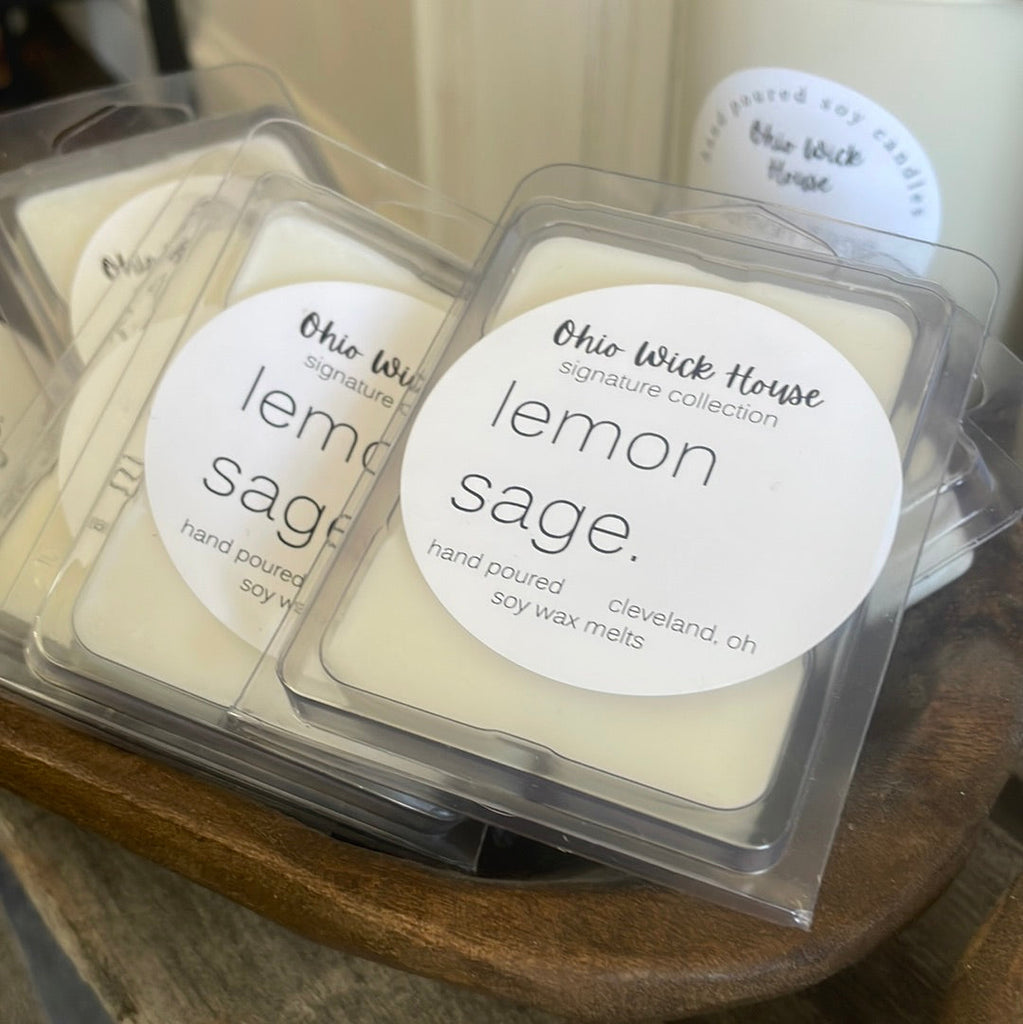 hand poured soy candles
Ohio Wick
House
Ohio
Ohio Wi
signature
lemo
sage
hand poured
soy wa
Ohio Wick House
signature collection
lemon
sage.
hand poured
cleveland, oh
soy wax melts